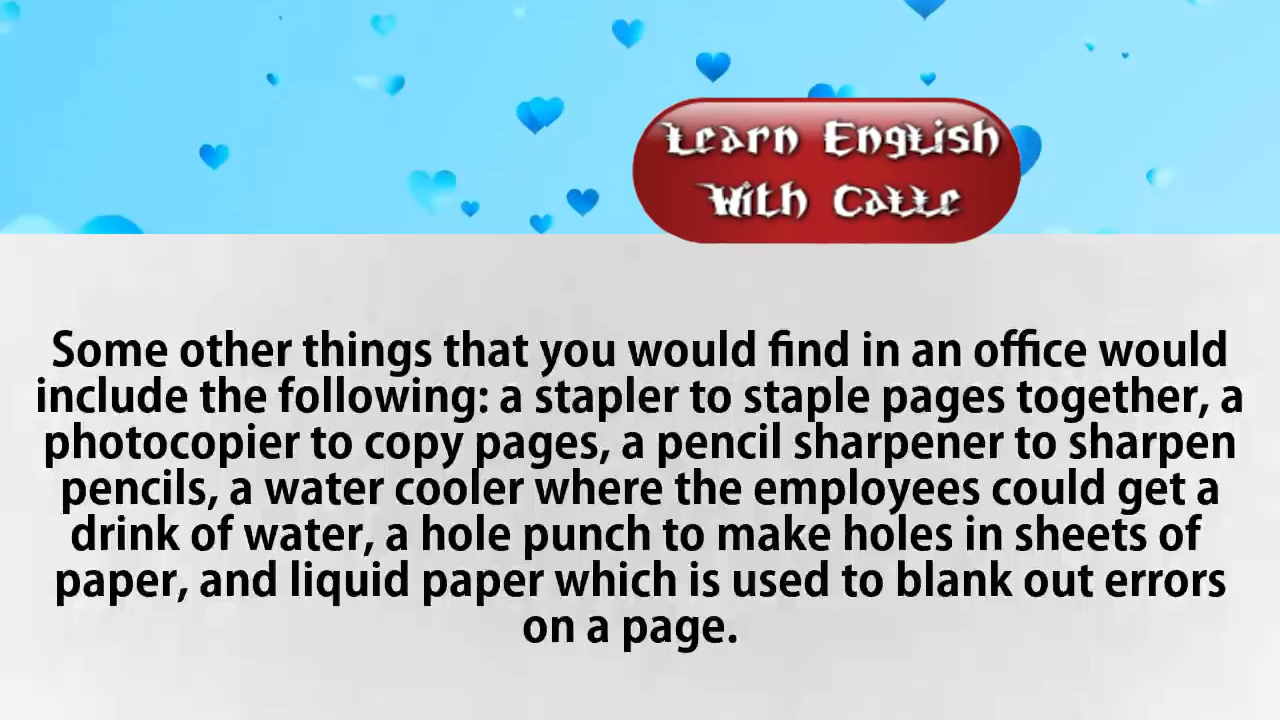 Learn English
With Calle
Some other things that you would find in an office would
include the following: a stapler to staple pages together, a
photocopier to copy pages, a pencil sharpener to sharpen
pencils, a water cooler where the employees could get a
drink of water, a hole punch to make holes in sheets of
paper, and liquid paper which is used to blank out errors
on a page.